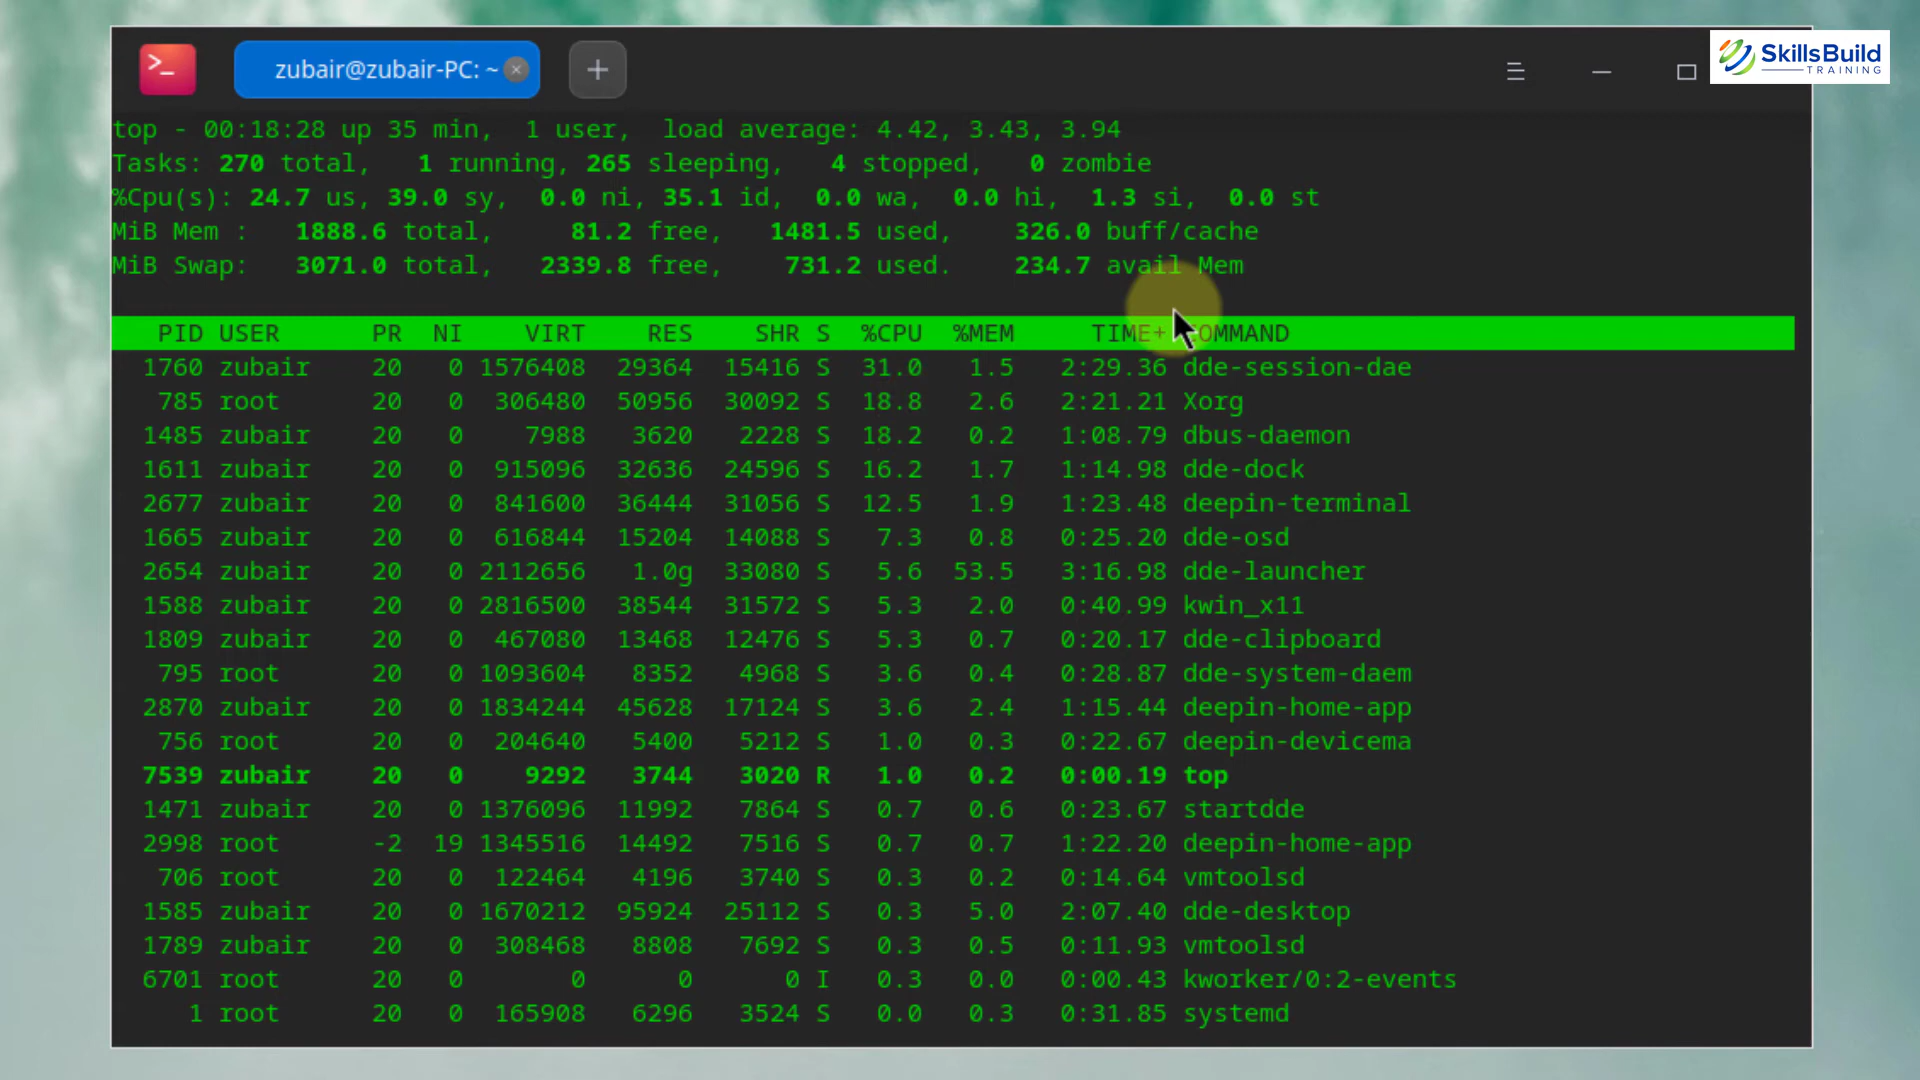 zubair@zubair-PC: ~
SkillsBuild
TRAINING
top - 00:18:28 up 35 min,  1 user,  load average: 4.42, 3.43, 3.94
Tasks: 270 total,   1 running, 265 sleeping,   4 stopped,   0 zombie
%Cpu(s): 24.7 us, 39.0 sy,  0.0 ni, 35.1 id,  0.0 wa,  0.0 hi,  1.3 si,  0.0 st
MiB Mem :   1888.6 total,     81.2 free,   1481.5 used,    326.0 buff/cache
MiB Swap:   3071.0 total,   2339.8 free,    731.2 used.    234.7 avail Mem
PID USER      PR  NI    VIRT    RES    SHR S  %CPU  %MEM     TIME+ COMMAND
1760 zubair    20   0 1576408  29364  15416 S  31.0   1.5   2:29.36 dde-session-dae
785 root      20   0  306480  50956  30092 S  18.8   2.6   2:21.21 Xorg
1485 zubair    20   0    7988   3620   2228 S  18.2   0.2   1:08.79 dbus-daemon
1611 zubair    20   0  915096  32636  24596 S  16.2   1.7   1:14.98 dde-dock
2677 zubair    20   0  841600  36444  31056 S  12.5   1.9   1:23.48 deepin-terminal
1665 zubair    20   0  616844  15204  14088 S   7.3   0.8   0:25.20 dde-osd
2654 zubair    20   0 2112656   1.0g  33080 S   5.6  53.5   3:16.98 dde-launcher
1588 zubair    20   0 2816500  38544  31572 S   5.3   2.0   0:40.99 kwin_x11
1809 zubair    20   0  467080  13468  12476 S   5.3   0.7   0:20.17 dde-clipboard
795 root      20   0 1093604   8352   4968 S   3.6   0.4   0:28.87 dde-system-daem
2870 zubair    20   0 1834244  45628  17124 S   3.6   2.4   1:15.44 deepin-home-app
756 root      20   0  204640   5400   5212 S   1.0   0.3   0:22.67 deepin-devicema
7539 zubair    20   0    9292   3744   3020 R   1.0   0.2   0:00.19 top
1471 zubair    20   0 1376096  11992   7864 S   0.7   0.6   0:23.67 startdde
2998 root      -2  19 1345516  14492   7516 S   0.7   0.7   1:22.20 deepin-home-app
706 root      20   0  122464   4196   3740 S   0.3   0.2   0:14.64 vmtoolsd
1585 zubair    20   0 1670212  95924  25112 S   0.3   5.0   2:07.40 dde-desktop
1789 zubair    20   0  308468   8808   7692 S   0.3   0.5   0:11.93 vmtoolsd
6701 root      20   0       0      0      0 I   0.3   0.0   0:00.43 kworker/0:2-events
1 root      20   0  165908   6296   3524 S   0.0   0.3   0:31.85 systemd